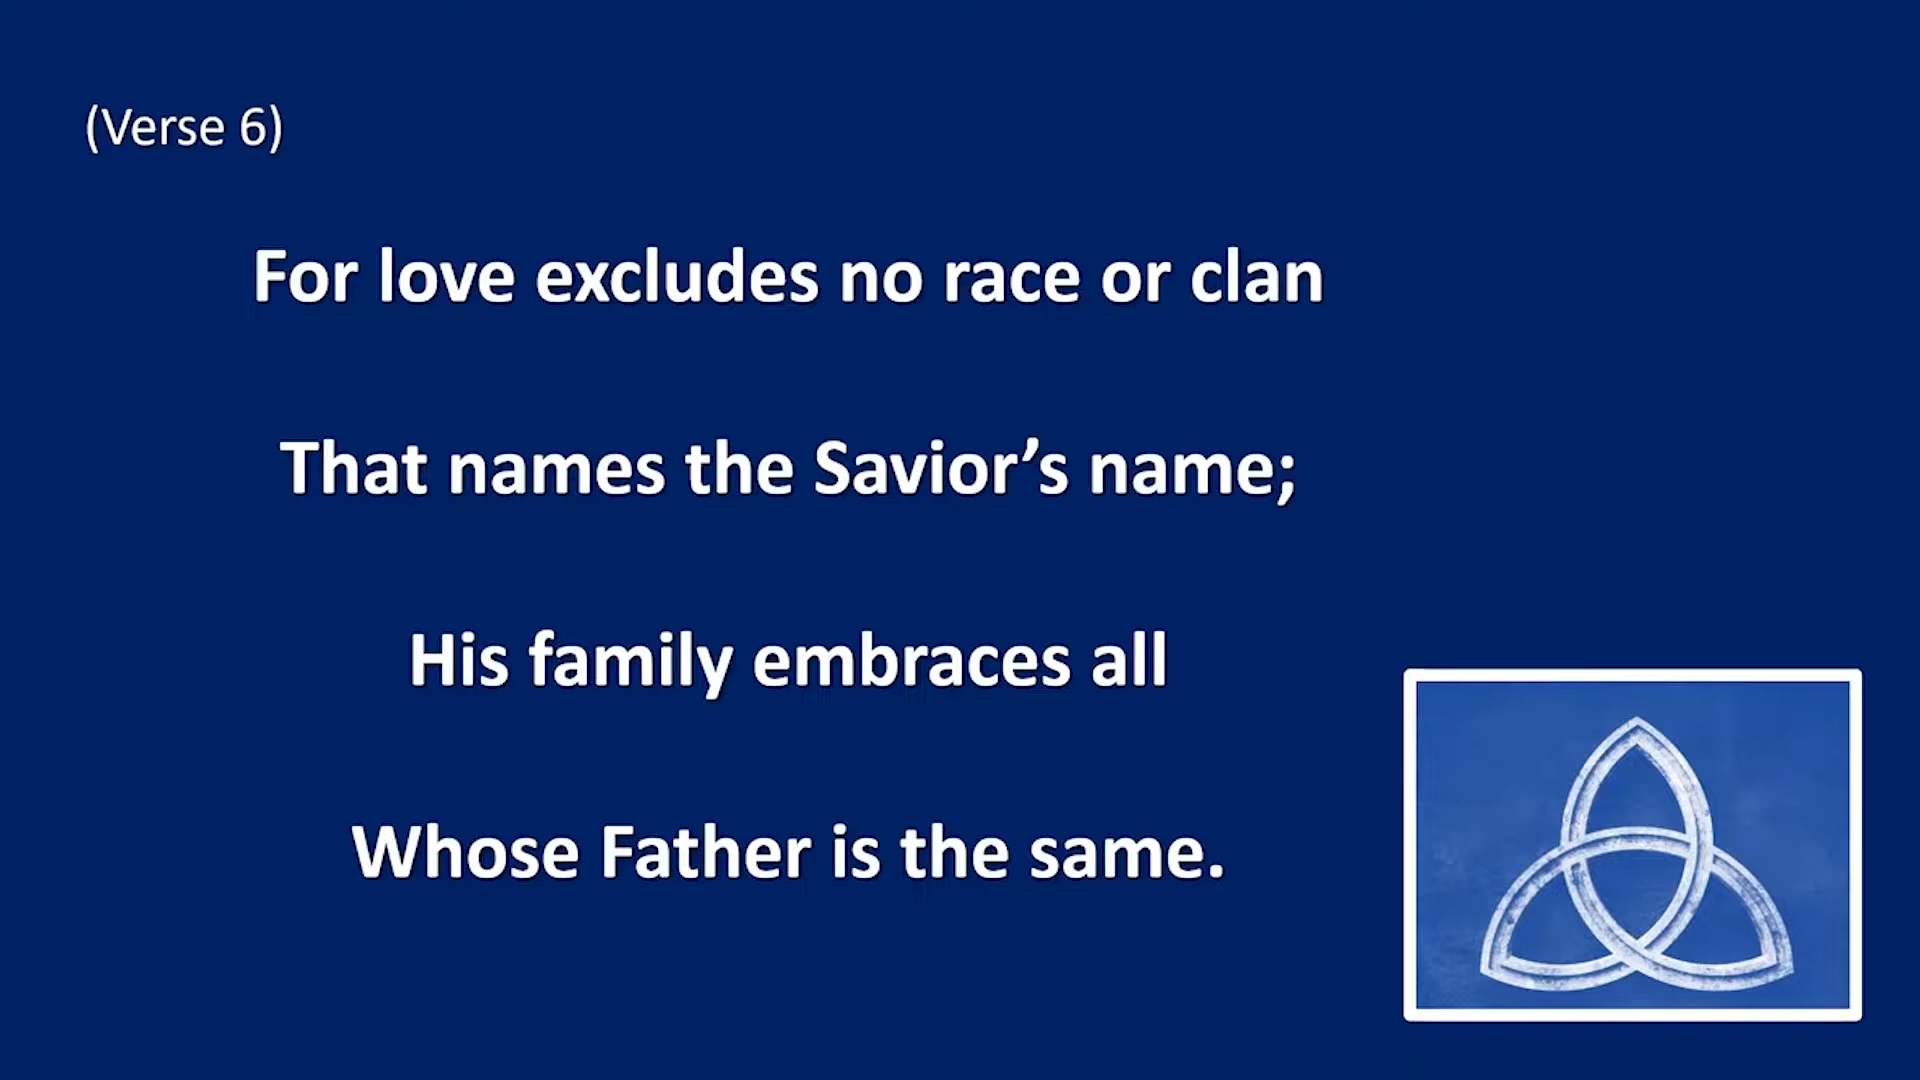 (Verse 6)
For love excludes no race or clan
That names the Savior’s name;
His family embraces all
Whose Father is the same.